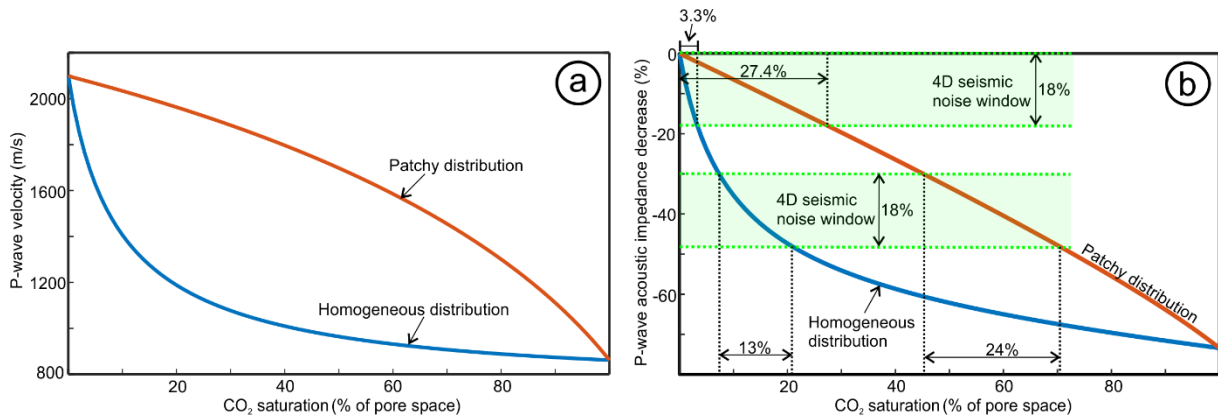 a
2000
1600
1200
800
P-wave velocity (m/s)
Patchy distribution
Homogeneous distribution
20
40
60
80
CO₂ saturation (% of pore space)
b
3.3%
27.4%
4D seismic
noise window
18%
4D seismic
noise window
18%
0
-20
-40
-60
P-wave acoustic impedance decrease (%)
Patchy distribution
Homogeneous
distribution
13%
24%
20
40
60
80
CO₂ saturation (% of pore space)